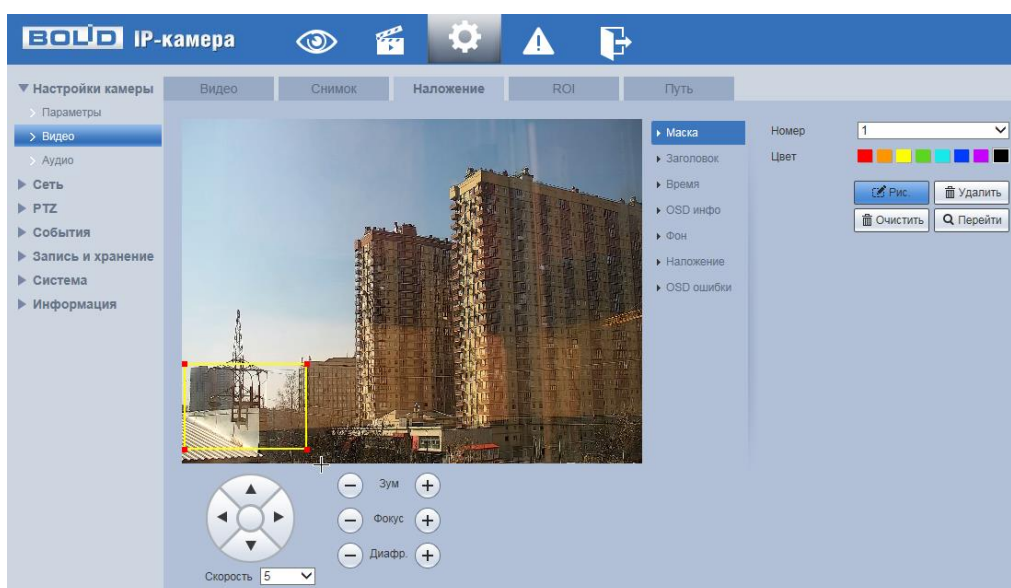 BOLID IP-камера
Настройки камеры
Параметры
Видео
Аудио
Сеть
PTZ
События
Запись и хранение
Система
Информация
Видео Снимок Наложение ROI Путь
Маска
Заголовок
Время
OSD инфо
Фон
Наложение
OSD ошибки
Номер 1
Цвет
Рис. Удалить
Очистить Перейти
Зум
Фокус
Диафр.
Скорость 5